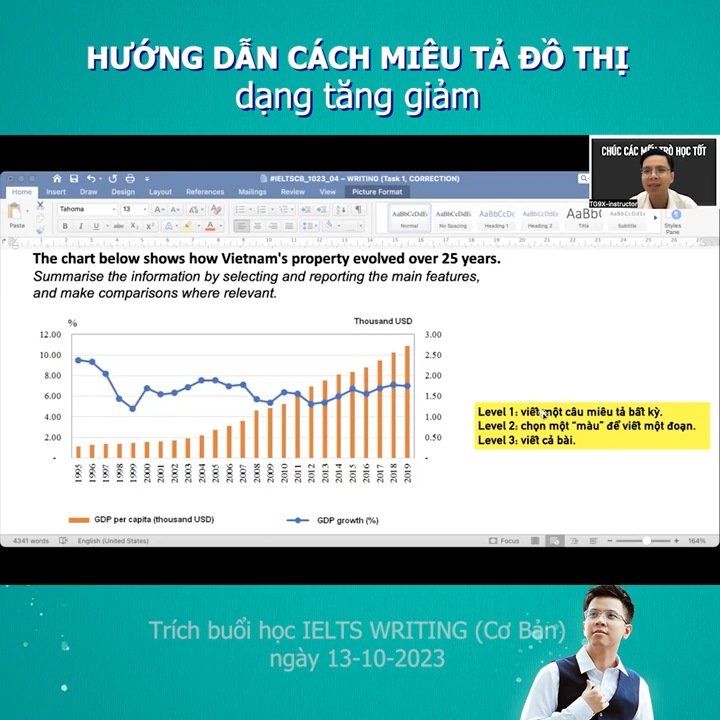 HƯỚNG DẪN CÁCH MIÊU TẢ ĐỒ THỊ
dạng tăng giảm
CHÚC CÁC MỀU TRÒ HỌC TỐT
TG9X-instructor
#IELTSCB_1023_04 – WRITING (Task 1, CORRECTION)
Home Insert Draw Design Layout References Mailings Review View Picture Format
Paste
Tahoma 13
Normal No Spacing Heading 1 Heading 2 Title Subtitle Styles Pane
The chart below shows how Vietnam's property evolved over 25 years.
Summarise the information by selecting and reporting the main features,
and make comparisons where relevant.
% Thousand USD
12.00 3.00
10.00 2.50
8.00 2.00
6.00 1.50
4.00 1.00
2.00 0.50
- -
1995 1996 1997 1998 1999 2000 2001 2002 2003 2004 2005 2006 2007 2008 2009 2010 2011 2012 2013 2014 2015 2016 2017 2018 2019
GDP per capita (thousand USD) GDP growth (%)
Level 1: viết một câu miêu tả bất kỳ.
Level 2: chọn một "màu" để viết một đoạn.
Level 3: viết cả bài.
4341 words English (United States) Focus 164%
Trích buổi học IELTS WRITING (Cơ Bản)
ngày 13-10-2023